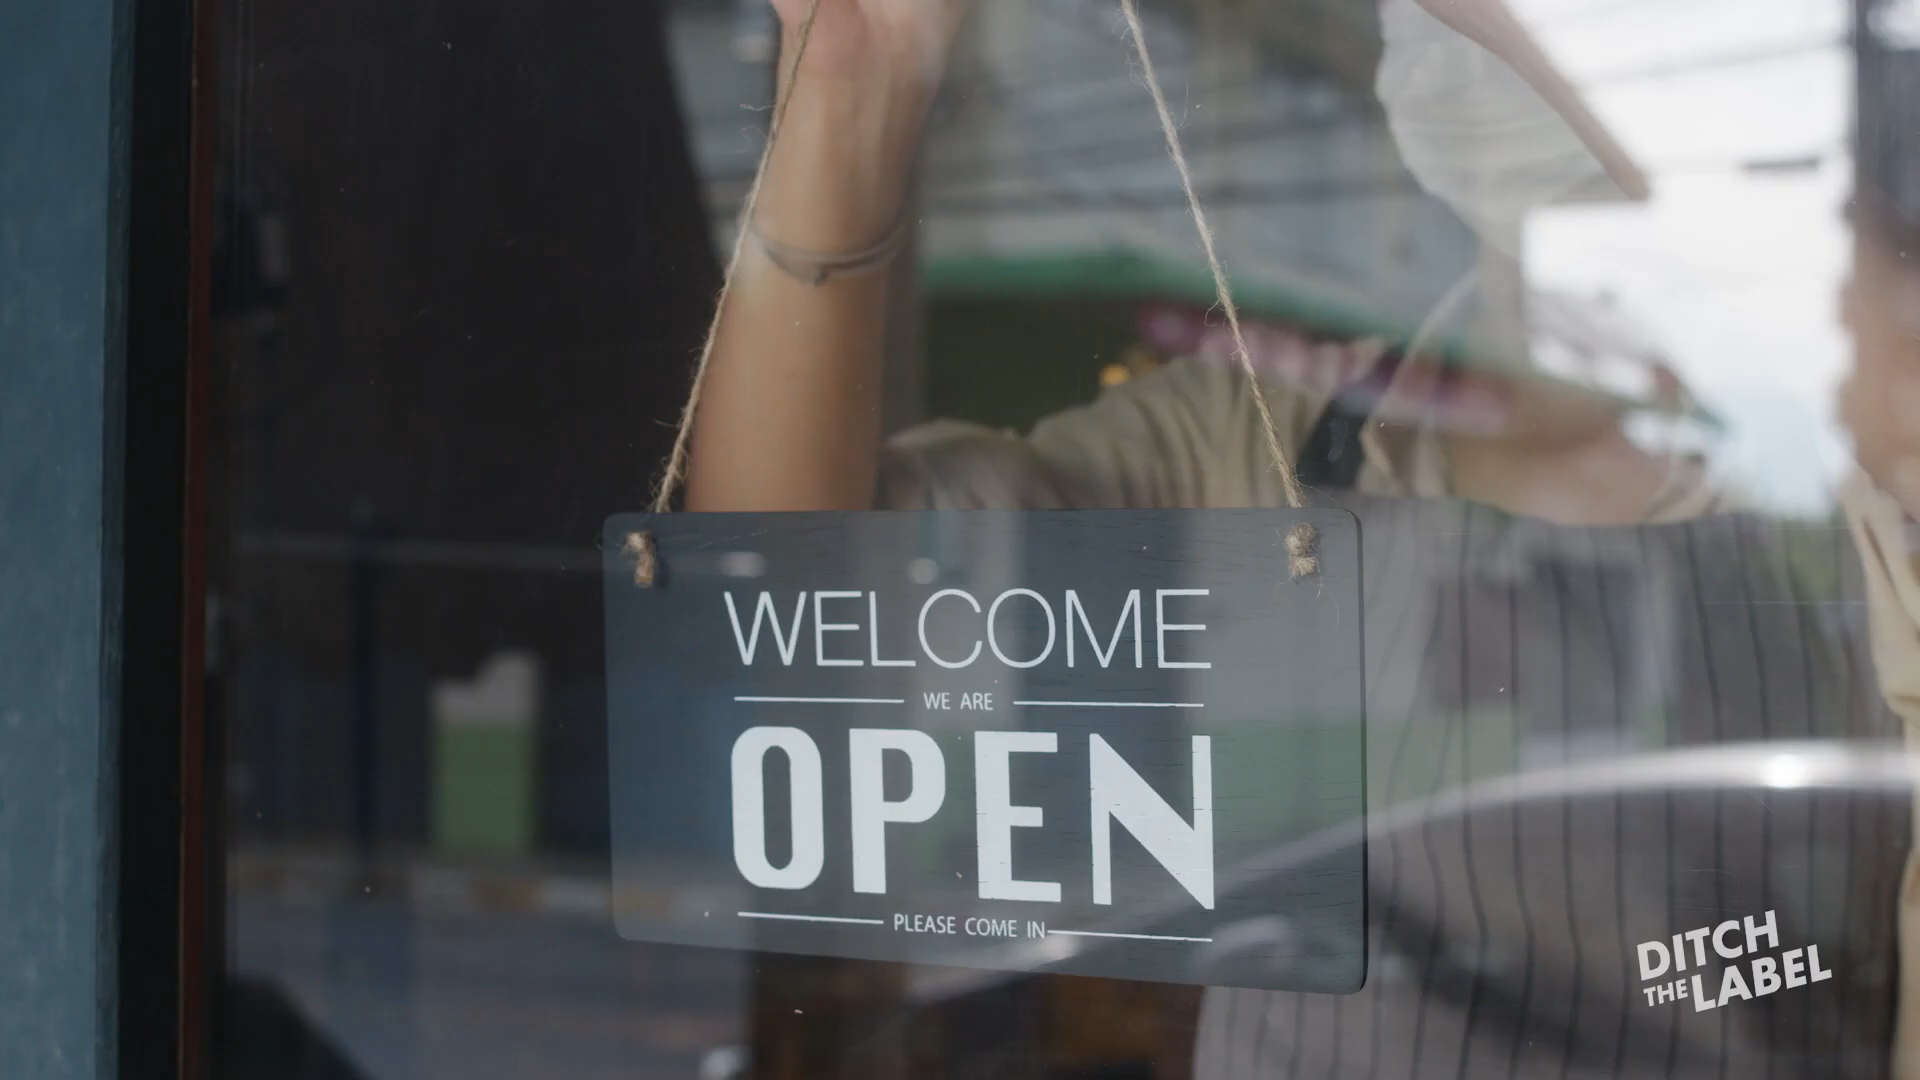 WELCOME
WE ARE
OPEN
PLEASE COME IN
DITCH
THE LABEL